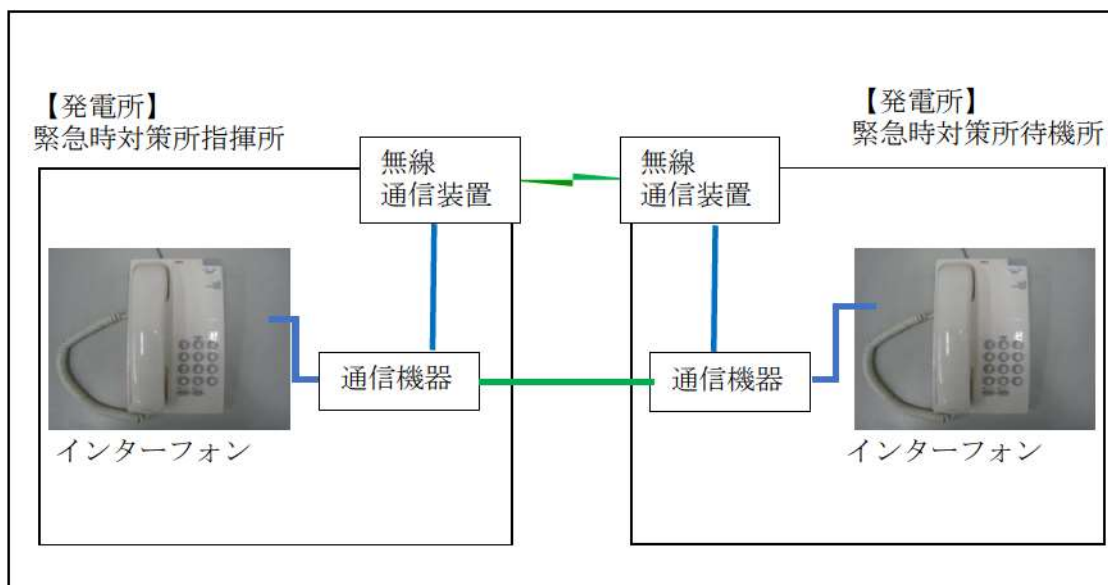 【発電所】
緊急時対策所指揮所
【発電所】
緊急時対策所待機所
無線
通信装置
無線
通信装置
通信機器
通信機器
インターフォン
インターフォン